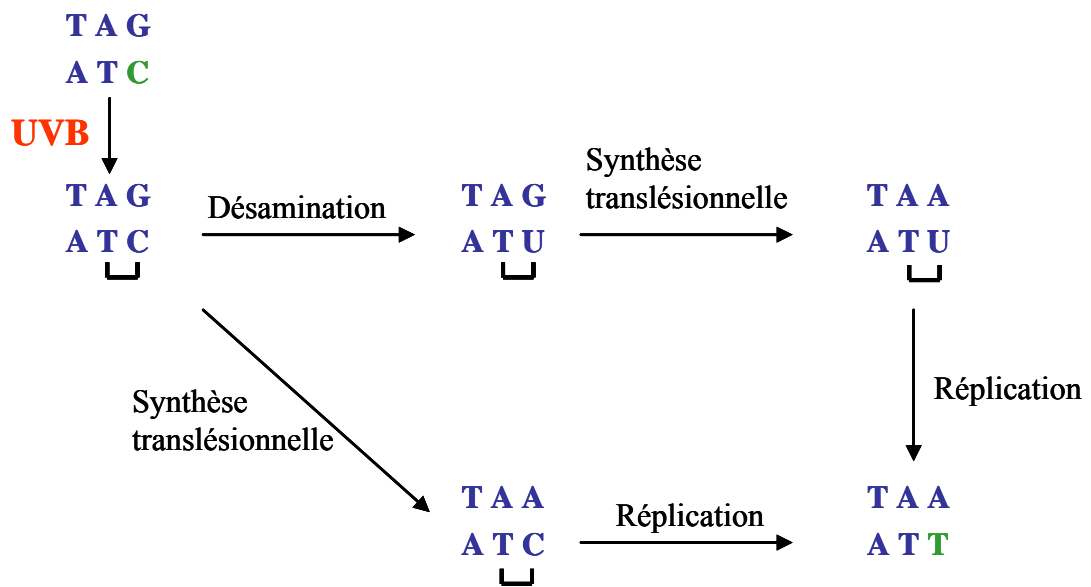 T A G
A T C
UVB
T A G
A T C
Désamination
T A G
A T U
Synthèse
translésionnelle
T A A
A T U
Réplication
Synthèse
translésionnelle
T A A
A T C
Réplication
T A A
A T T